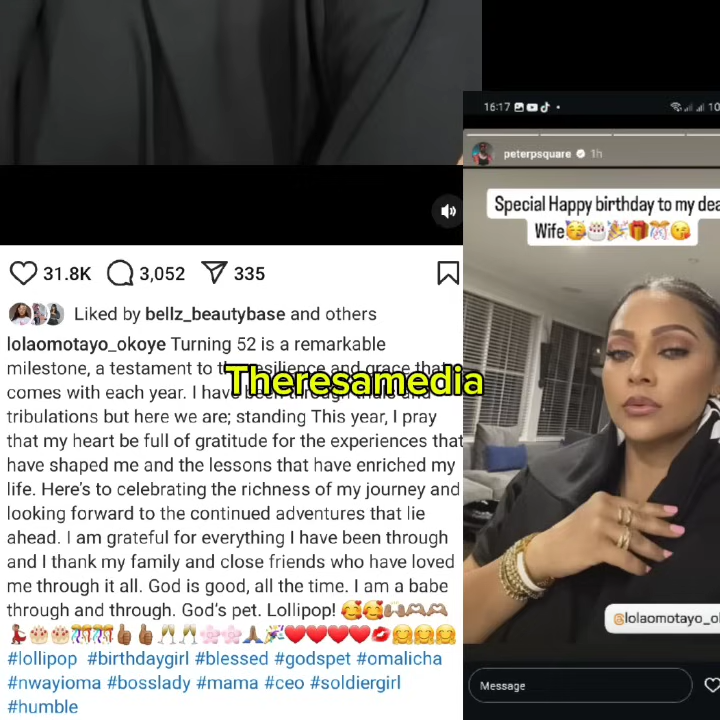 31.8K 3,052 335
Liked by bellz_beautybase and others
lolaomotayo_okoye Turning 52 is a remarkable
milestone, a testament to the resilience and grace that
comes with each year. I have been through trials and
tribulations but here we are; standing This year, I pray
that my heart be full of gratitude for the experiences that
have shaped me and the lessons that have enriched my
life. Here's to celebrating the richness of my journey and
looking forward to the continued adventures that lie
ahead. I am grateful for everything I have been through
and I thank my family and close friends who have loved
me through it all. God is good, all the time. I am a babe
through and through. God's pet. Lollipop!
#lollipop #birthdaygirl #blessed #godspet #omalicha
#nwayioma #bosslady #mama #ceo #soldiergirl
#humble
Theresamedia
16:17 10
peterpsquare 1h
Special Happy birthday to my dea
Wife
@lolaomotayo_ol
Message